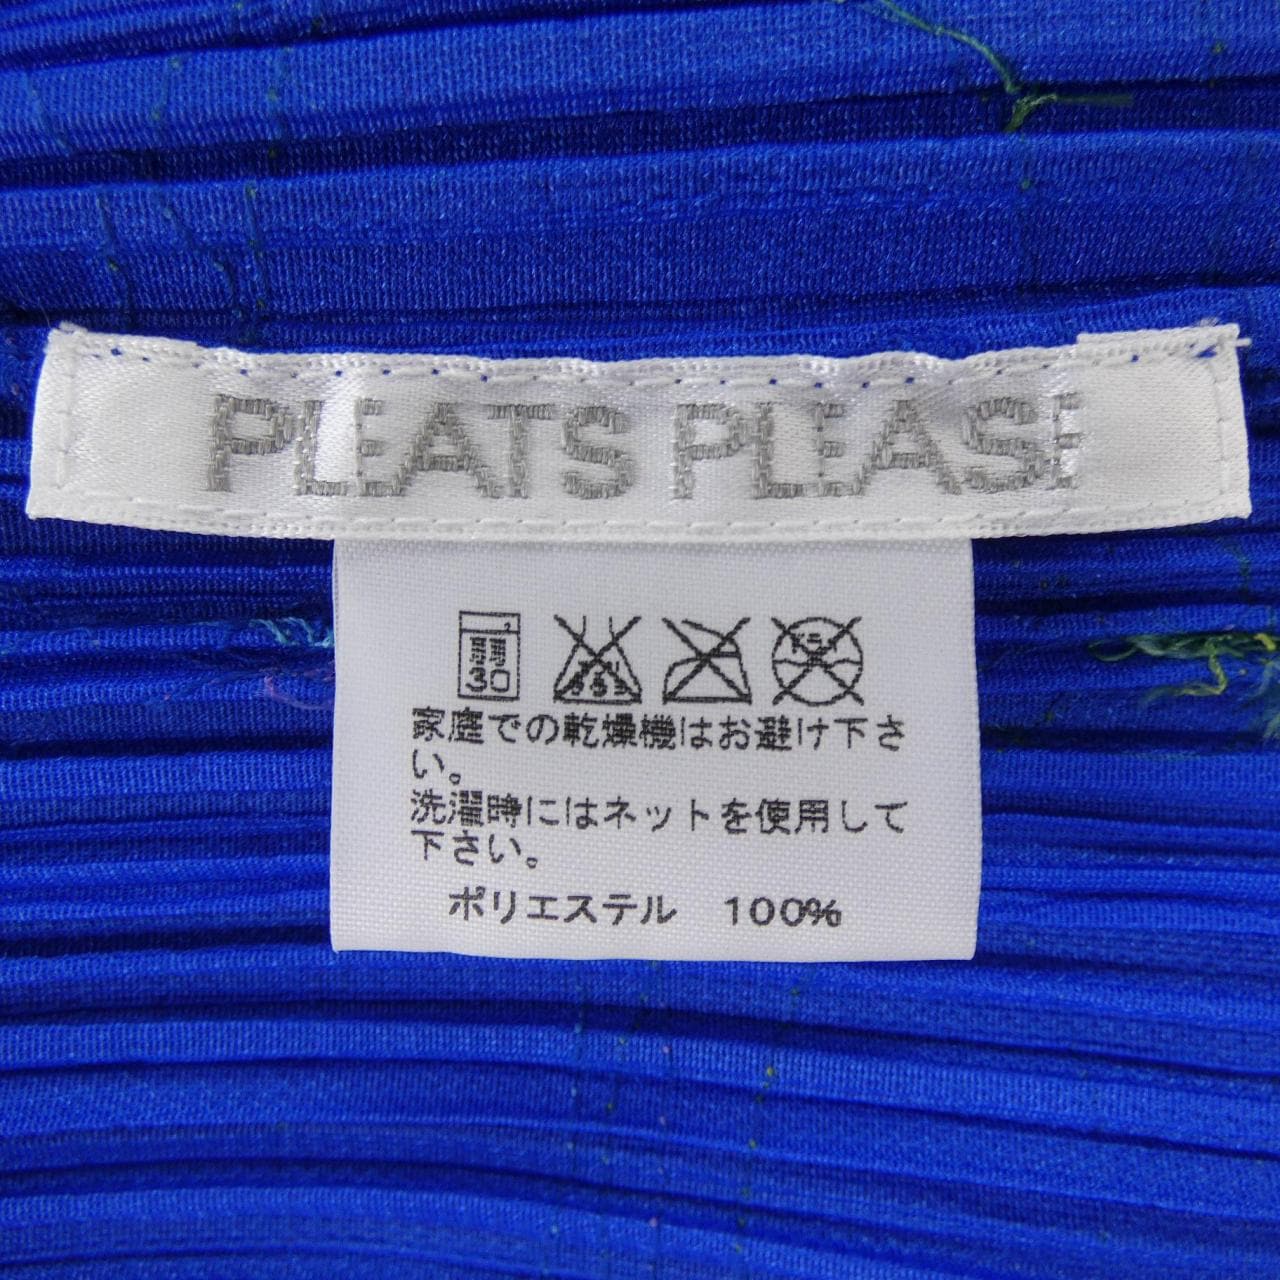 PLEATS PLEASE
30
家庭での乾燥機はお避け下さ
い。
洗濯時にはネットを使用して
下さい。
ポリエステル 100%